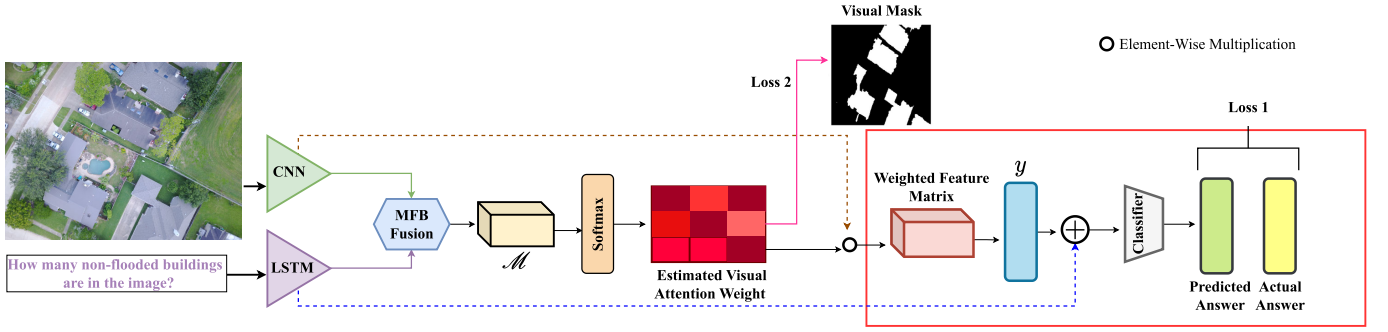 Visual Mask
Element-Wise Multiplication
Loss 2
Loss 1
CNN
Weighted Feature
Matrix
y
MFB
Fusion
Softmax
Classifier
How many non-flooded buildings
are in the image?
LSTM
ℳ
Estimated Visual
Attention Weight
Predicted
Answer
Actual
Answer